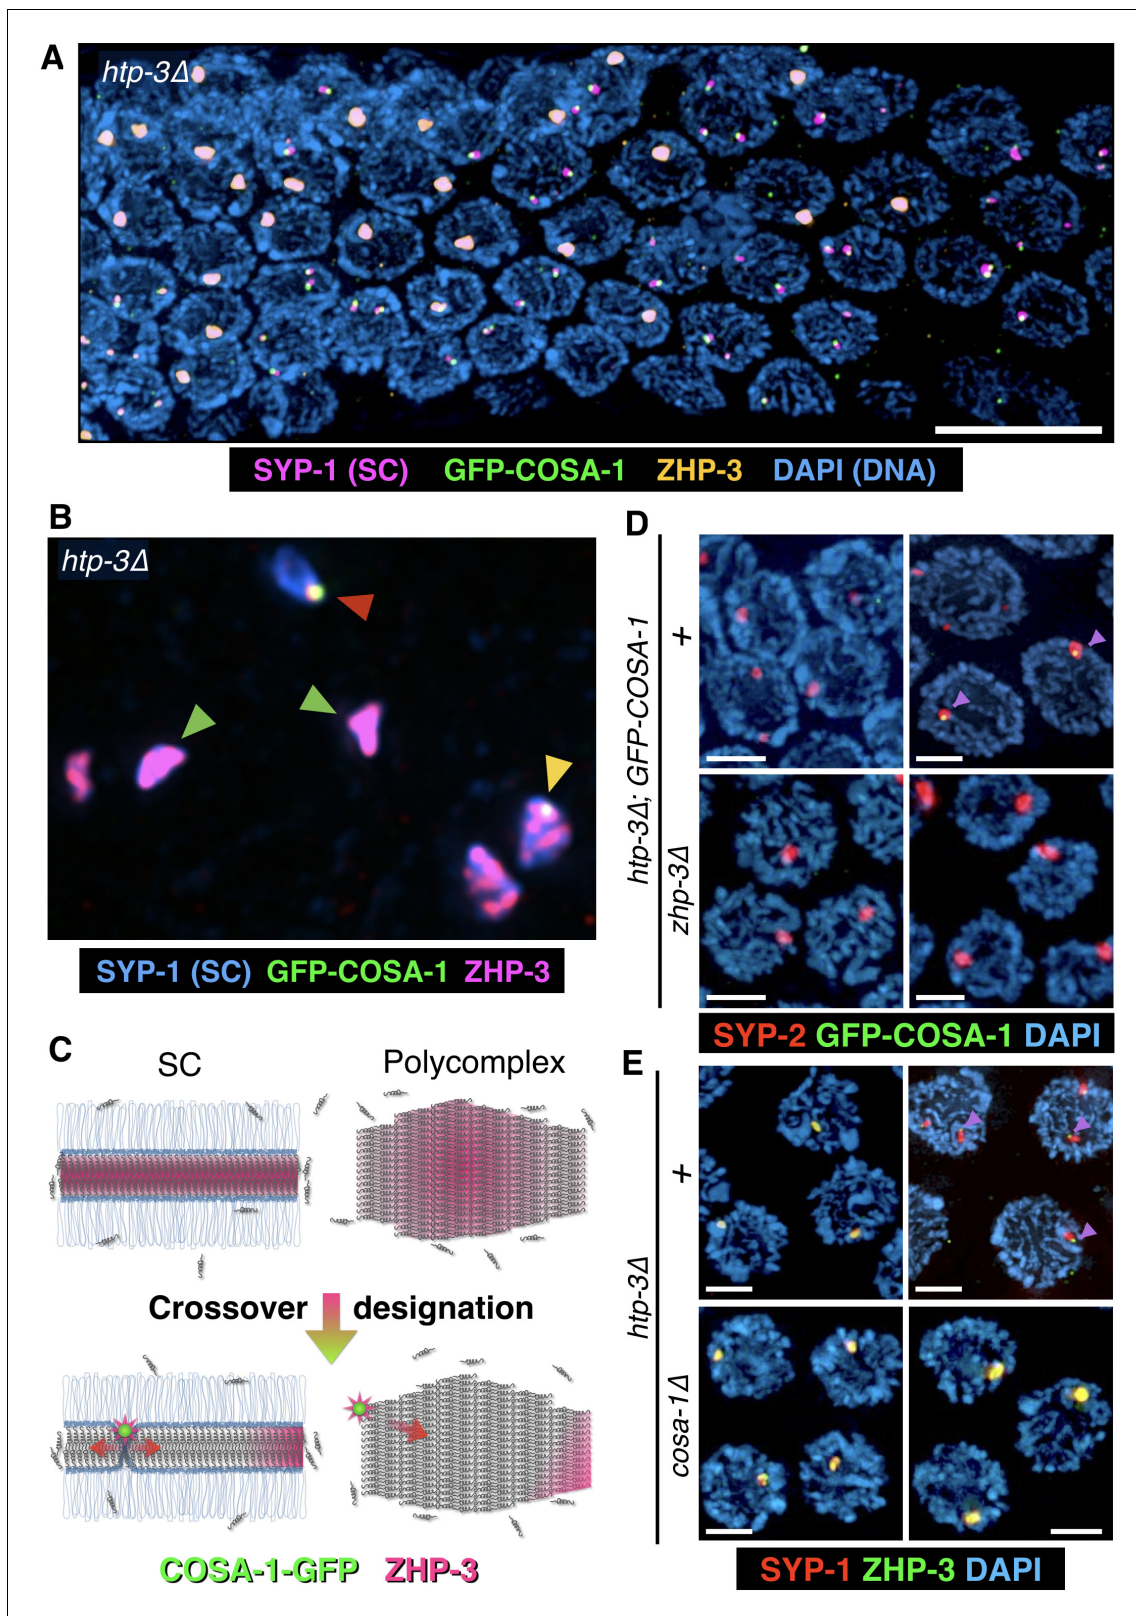 A
htp-3Δ
SYP-1 (SC) GFP-COSA-1 ZHP-3 DAPI (DNA)
B
htp-3Δ
SYP-1 (SC) GFP-COSA-1 ZHP-3
C
SC Polycomplex
Crossover designation
COSA-1-GFP ZHP-3
D
htp-3Δ; GFP-COSA-1
+
zhp-3Δ
SYP-2 GFP-COSA-1 DAPI
E
htp-3Δ
+
cosa-1Δ
SYP-1 ZHP-3 DAPI